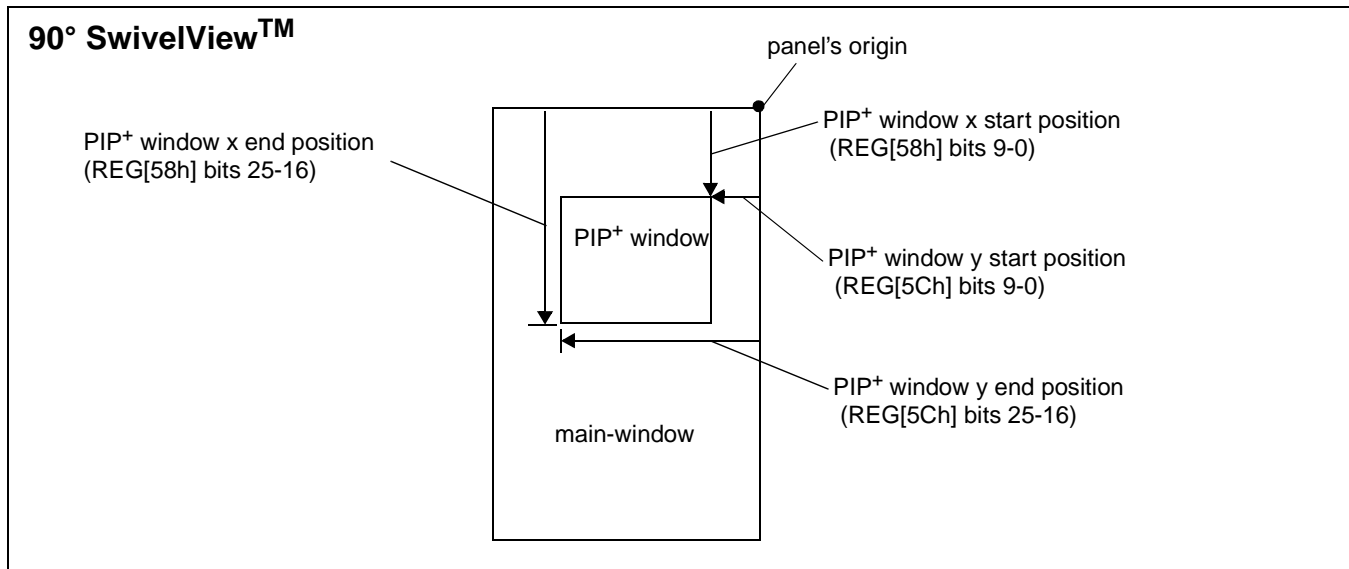 90° SwivelView™
panel's origin
PIP+ window x end position
(REG[58h] bits 25-16)
PIP+ window x start position
(REG[58h] bits 9-0)
PIP+ window
PIP+ window y start position
(REG[5Ch] bits 9-0)
PIP+ window y end position
(REG[5Ch] bits 25-16)
main-window